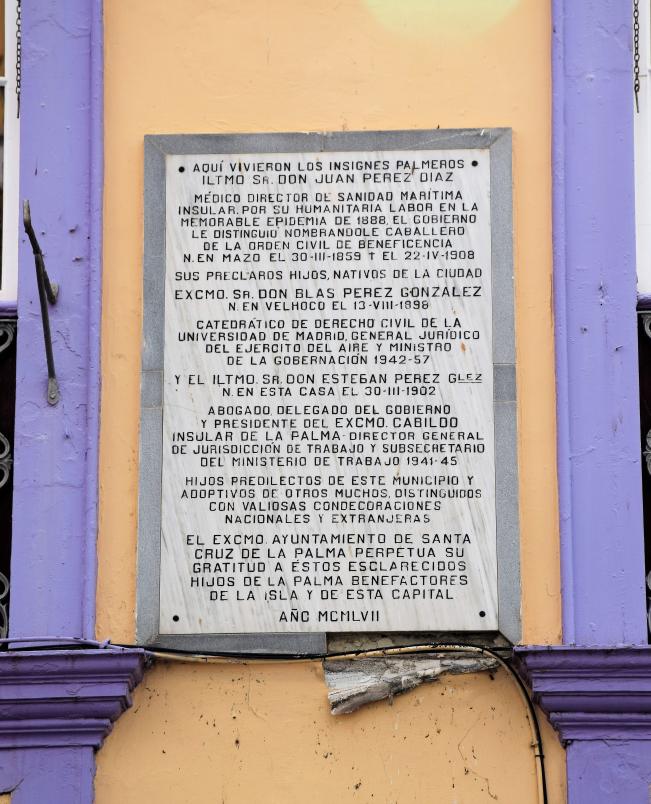 AQUÍ VIVIERON LOS INSIGNES PALMEROS
ILTMO SR. DON JUAN PEREZ DIAZ
MÉDICO DIRECTOR DE SANIDAD MARÍTIMA
INSULAR, POR SU HUMANITARIA LABOR EN LA
MEMORABLE EPIDEMIA DE 1888, EL GOBIERNO
LE DISTINGUIÓ NOMBRANDOLE CABALLERO
DE LA ORDEN CIVIL DE BENEFICENCIA
N. EN MAZO EL 30-III-1859 † EL 22-IV-1908
SUS PRECLAROS HIJOS, NATIVOS DE LA CIUDAD
EXCMO. SR. DON BLAS PEREZ GONZALEZ
N. EN VELHOCO EL 13-VIII-1898
CATEDRÁTICO DE DERECHO CIVIL DE LA
UNIVERSIDAD DE MADRID, GENERAL JURÍDICO
DEL EJERCITO DEL AIRE Y MINISTRO
DE LA GOBERNACIÓN 1942-57
Y EL ILTMO. SR. DON ESTEBAN PEREZ GLEZ
N. EN ESTA CASA EL 30-III-1902
ABOGADO, DELEGADO DEL GOBIERNO
Y PRESIDENTE DEL EXCMO. CABILDO
INSULAR DE LA PALMA-DIRECTOR GENERAL
DE JURISDICCIÓN DE TRABAJO Y SUBSECRETARIO
DEL MINISTERIO DE TRABAJO 1941-45
HIJOS PREDILECTOS DE ESTE MUNICIPIO Y
ADOPTIVOS DE OTROS MUCHOS, DISTINGUIDOS
CON VALIOSAS CONDECORACIONES
NACIONALES Y EXTRANJERAS
EL EXCMO. AYUNTAMIENTO DE SANTA
CRUZ DE LA PALMA PERPETUA SU
GRATITUD A ESTOS ESCLARECIDOS
HIJOS DE LA PALMA BENEFACTORES
DE LA ISLA Y DE ESTA CAPITAL
AÑO MCMLVII